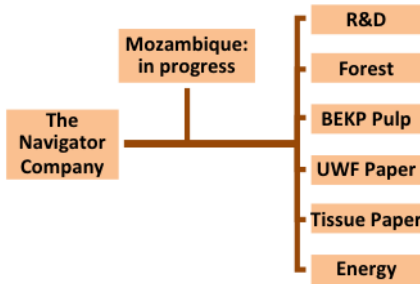 The
Navigator
Company
Mozambique:
in progress
R&D
Forest
BEKP Pulp
UWF Paper
Tissue Paper
Energy